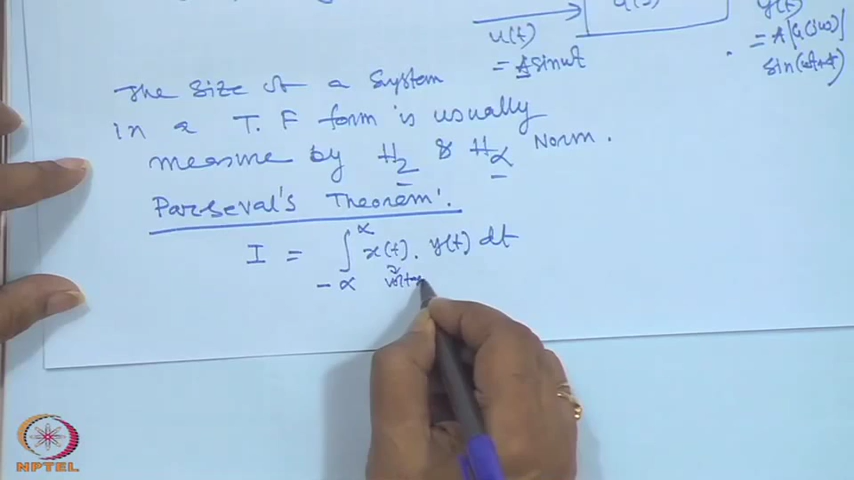 u(t)
= A sinωt
y(t)
= A|G(jω)|
sin(ωt+φ)
The size of a System
in a T.F form is usually
measure by H₂ & H∞ Norm.
Parseval's Theorem:
I = ∫ x(t). y(t) dt
∞
-∞
NPTEL